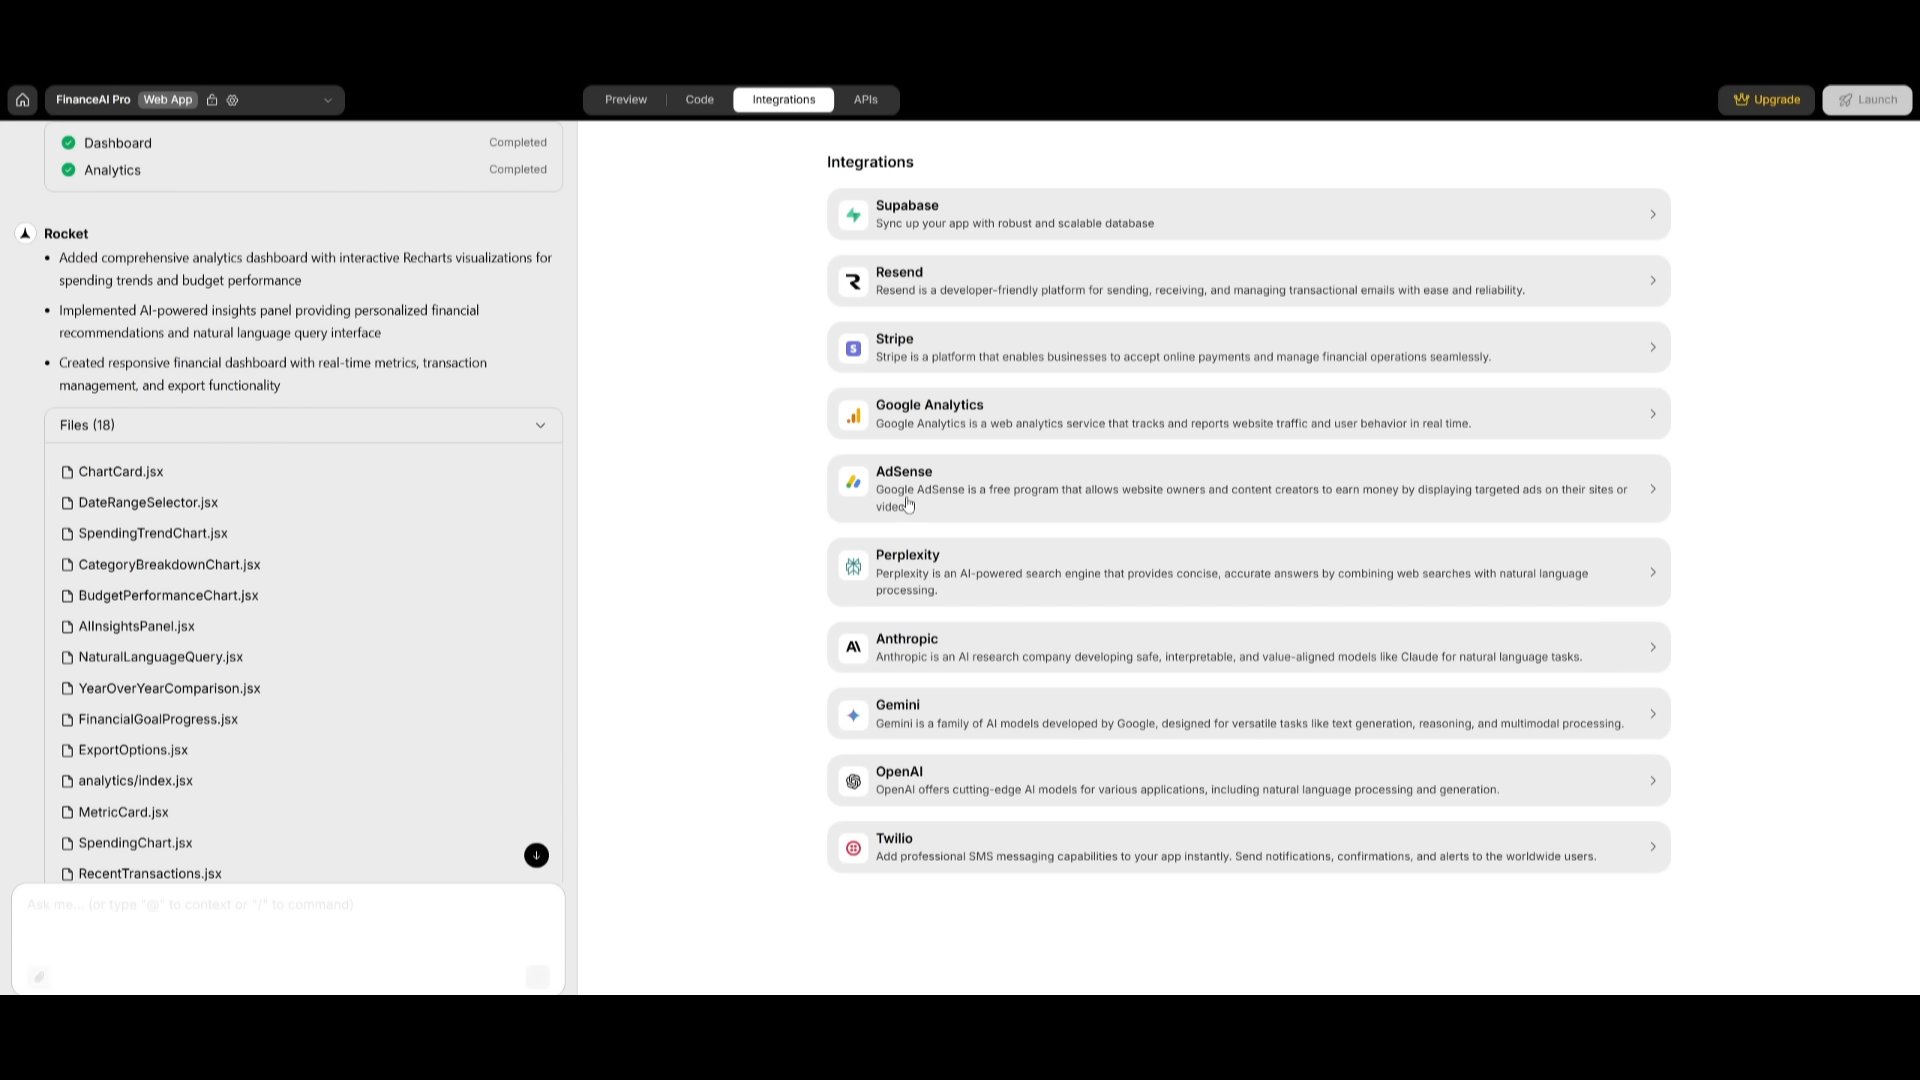 FinanceAI Pro Web App
Preview Code Integrations APIs
Upgrade Launch
Dashboard Completed
Analytics Completed
Rocket
• Added comprehensive analytics dashboard with interactive Recharts visualizations for
spending trends and budget performance
• Implemented AI-powered insights panel providing personalized financial
recommendations and natural language query interface
• Created responsive financial dashboard with real-time metrics, transaction
management, and export functionality
Files (18)
ChartCard.jsx
DateRangeSelector.jsx
SpendingTrendChart.jsx
CategoryBreakdownChart.jsx
BudgetPerformanceChart.jsx
AIInsightsPanel.jsx
NaturalLanguageQuery.jsx
YearOverYearComparison.jsx
FinancialGoalProgress.jsx
ExportOptions.jsx
analytics/index.jsx
MetricCard.jsx
SpendingChart.jsx
RecentTransactions.jsx
Ask me... (or type "@" to context or "/" to command)
Integrations
Supabase
Sync up your app with robust and scalable database
Resend
Resend is a developer-friendly platform for sending, receiving, and managing transactional emails with ease and reliability.
Stripe
Stripe is a platform that enables businesses to accept online payments and manage financial operations seamlessly.
Google Analytics
Google Analytics is a web analytics service that tracks and reports website traffic and user behavior in real time.
AdSense
Google AdSense is a free program that allows website owners and content creators to earn money by displaying targeted ads on their sites or
Perplexity
Perplexity is an AI-powered search engine that provides concise, accurate answers by combining web searches with natural language
processing.
Anthropic
Anthropic is an AI research company developing safe, interpretable, and value-aligned models like Claude for natural language tasks.
Gemini
Gemini is a family of AI models developed by Google, designed for versatile tasks like text generation, reasoning, and multimodal processing.
OpenAI
OpenAI offers cutting-edge AI models for various applications, including natural language processing and generation.
Twilio
Add professional SMS messaging capabilities to your app instantly. Send notifications, confirmations, and alerts to the worldwide users.